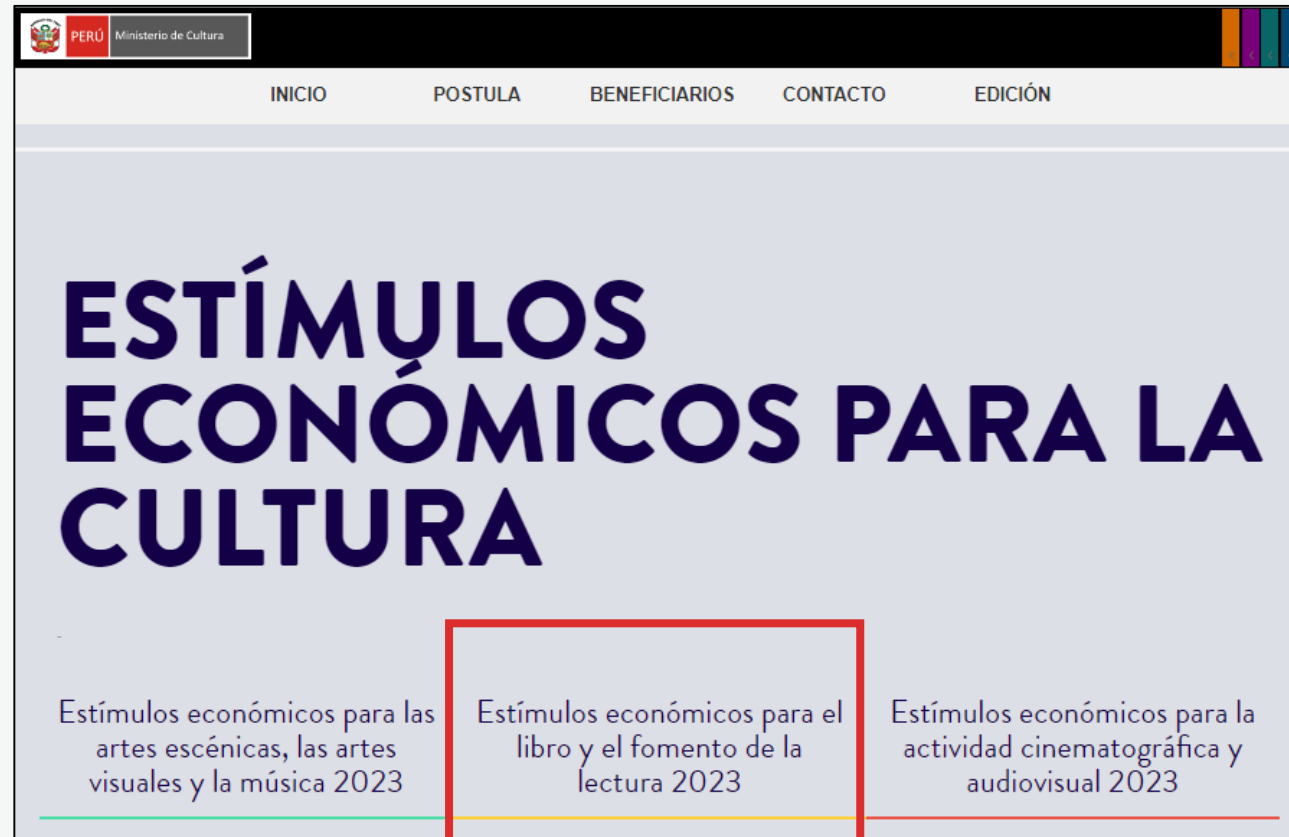 PERÚ Ministerio de Cultura
INICIO POSTULA BENEFICIARIOS CONTACTO EDICIÓN
ESTÍMULOS
ECONÓMICOS PARA LA
CULTURA
Estímulos económicos para las
artes escénicas, las artes
visuales y la música 2023
Estímulos económicos para el
libro y el fomento de la
lectura 2023
Estímulos económicos para la
actividad cinematográfica y
audiovisual 2023